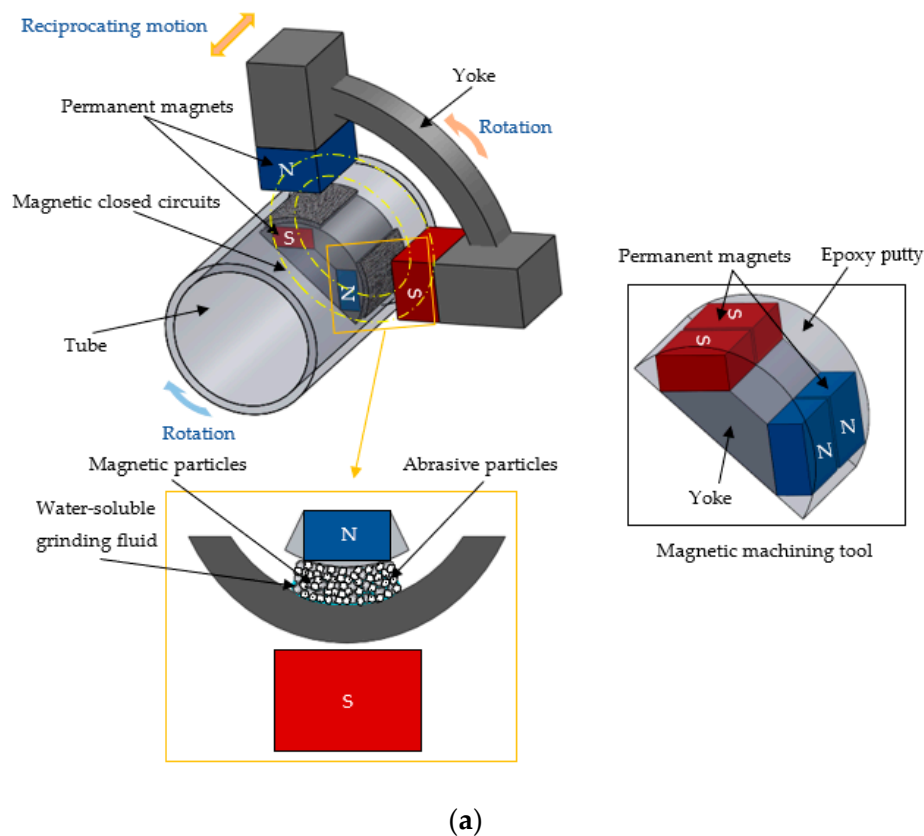 Reciprocating motion
Yoke
Permanent magnets
Rotation
N
Magnetic closed circuits
S
N
S
Tube
Rotation
Permanent magnets
Epoxy putty
S
S
N
N
Yoke
Magnetic machining tool
Magnetic particles
Abrasive particles
Water-soluble
grinding fluid
N
S
(a)